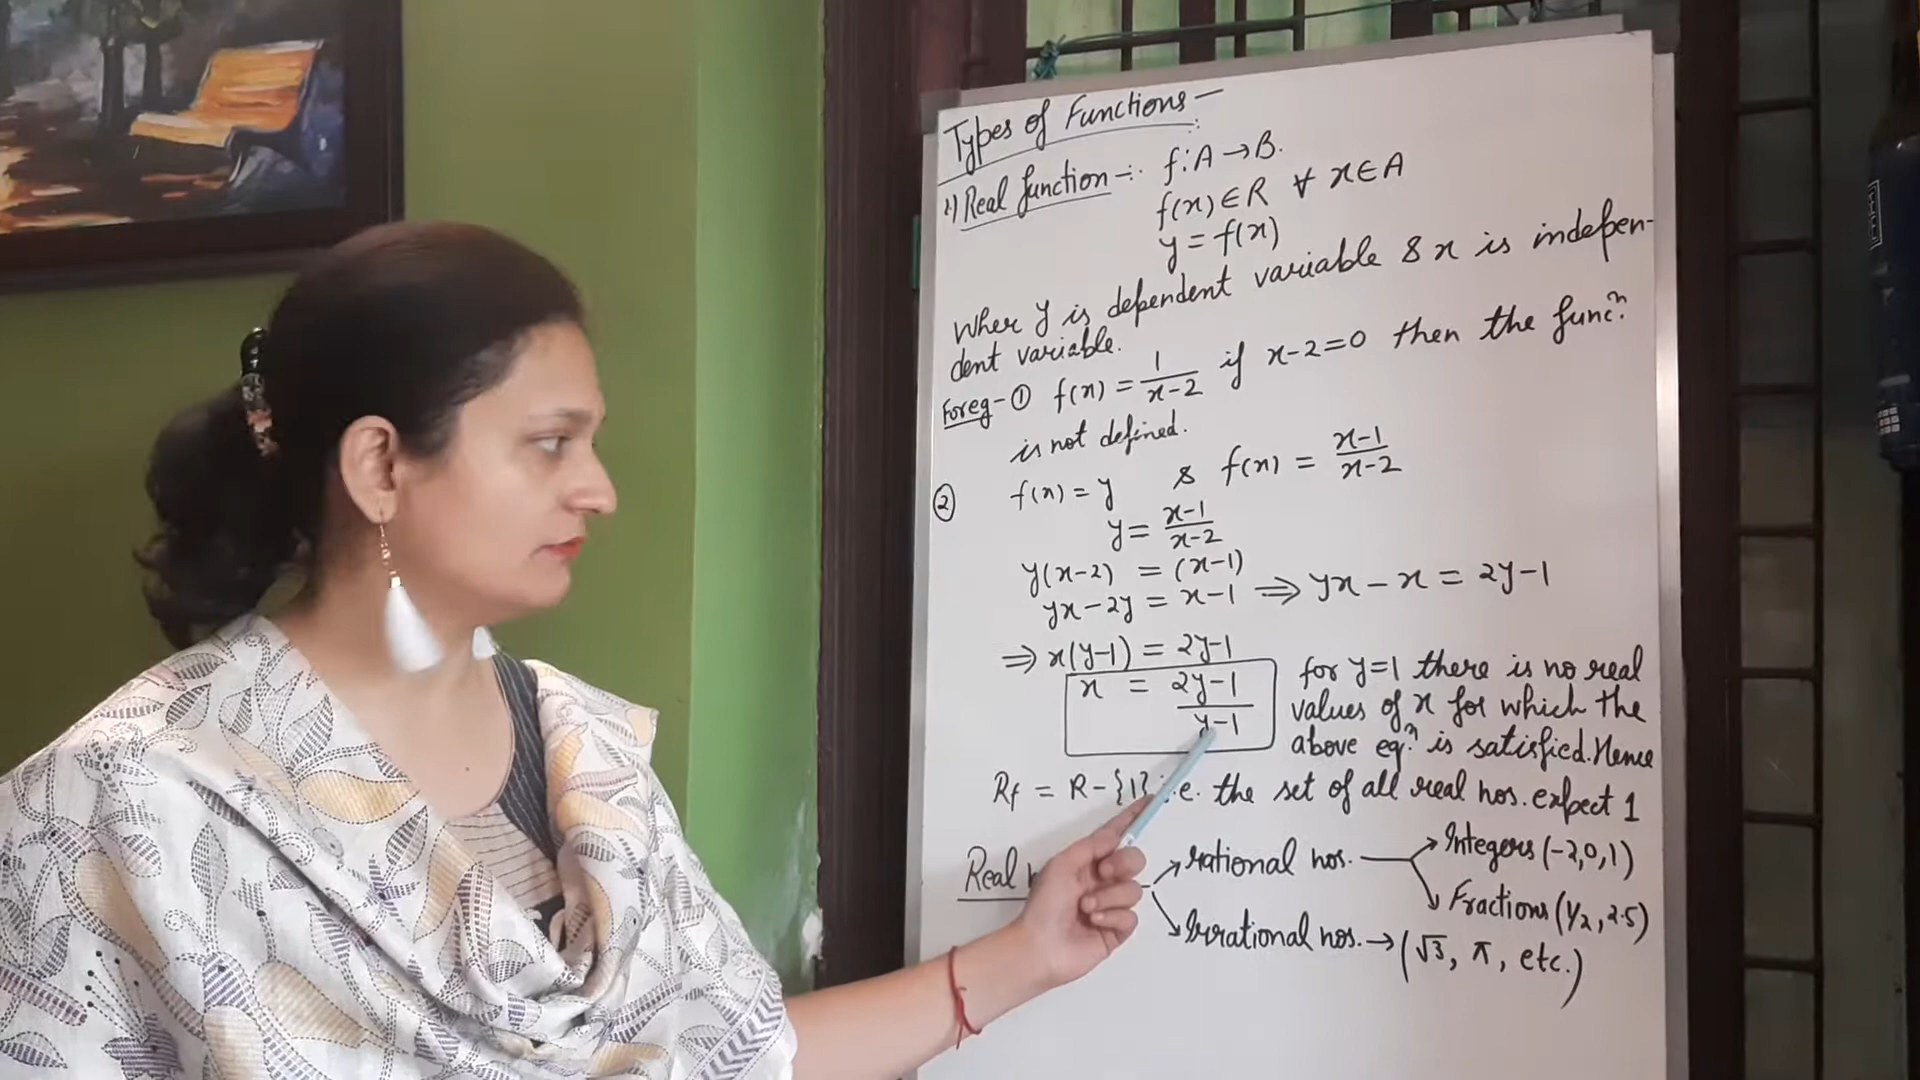 Types of Functions -
1) Real function -: f: A → B.
f(x) ∈ R ∀ x ∈ A
y = f(x)
Wher y is dependent variable & x is indepen-
dent variable.
For eg - ① f(x) = 1/(x-2) if x-2=0 then the funcⁿ.
is not defined.
② f(x) = y & f(x) = (x-1)/(x-2)
y = (x-1)/(x-2)
y(x-2) = (x-1)
yx - 2y = x-1 ⇒ yx - x = 2y-1
⇒ x(y-1) = 2y-1
x = (2y-1)/(y-1)
for y=1 there is no real
values of x for which the
above eqⁿ. is satisfied. Hence
Rf = R - {1} i.e. the set of all real nos. expect 1
Real
rational nos. → Integers (-2,0,1)
Fractions (1/2, 2.5)
Irrational nos. → (√3, π, etc.)